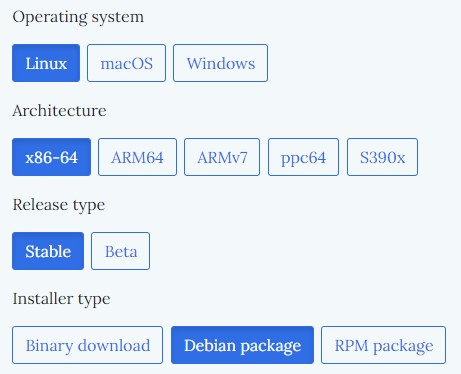 Operating system
Linux macOS Windows
Architecture
x86-64 ARM64 ARMv7 ppc64 S390x
Release type
Stable Beta
Installer type
Binary download Debian package RPM package